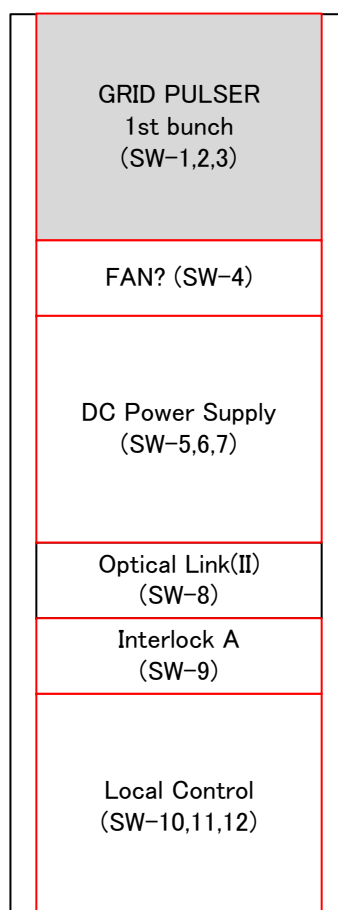 GRID PULSER
1st bunch
(SW-1,2,3)
FAN? (SW-4)
DC Power Supply
(SW-5,6,7)
Optical Link(II)
(SW-8)
Interlock A
(SW-9)
Local Control
(SW-10,11,12)